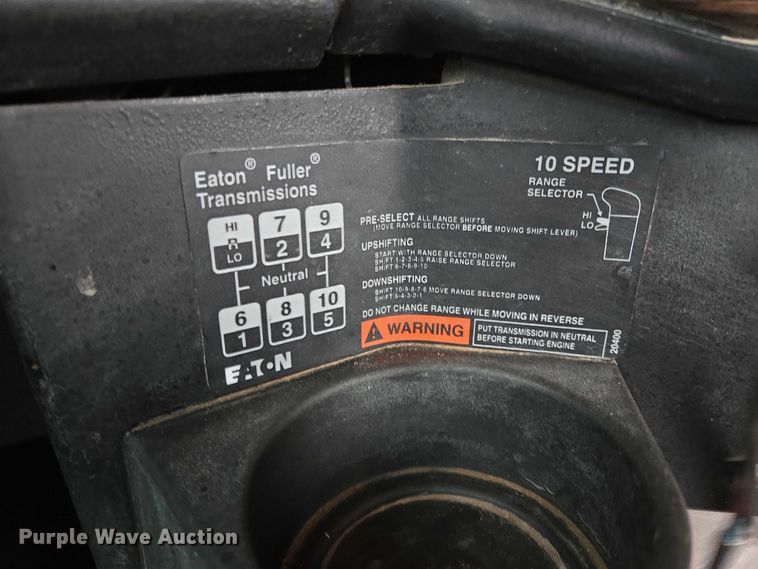 Eaton® Fuller®
Transmissions
10 SPEED
RANGE
SELECTOR
HI
LO
HI 7 9
R 2 4
LO
Neutral
6 8 10
1 3 5
EATON
PRE-SELECT ALL RANGE SHIFTS
(MOVE RANGE SELECTOR BEFORE MOVING SHIFT LEVER)
UPSHIFTING
START WITH RANGE SELECTOR DOWN
SHIFT 1-2-3-4-5 RAISE RANGE SELECTOR
SHIFT 6-7-8-9-10
DOWNSHIFTING
SHIFT 10-9-8-7-6 MOVE RANGE SELECTOR DOWN
SHIFT 5-4-3-2-1
DO NOT CHANGE RANGE WHILE MOVING IN REVERSE
WARNING
PUT TRANSMISSION IN NEUTRAL
BEFORE STARTING ENGINE
20400
Purple Wave Auction